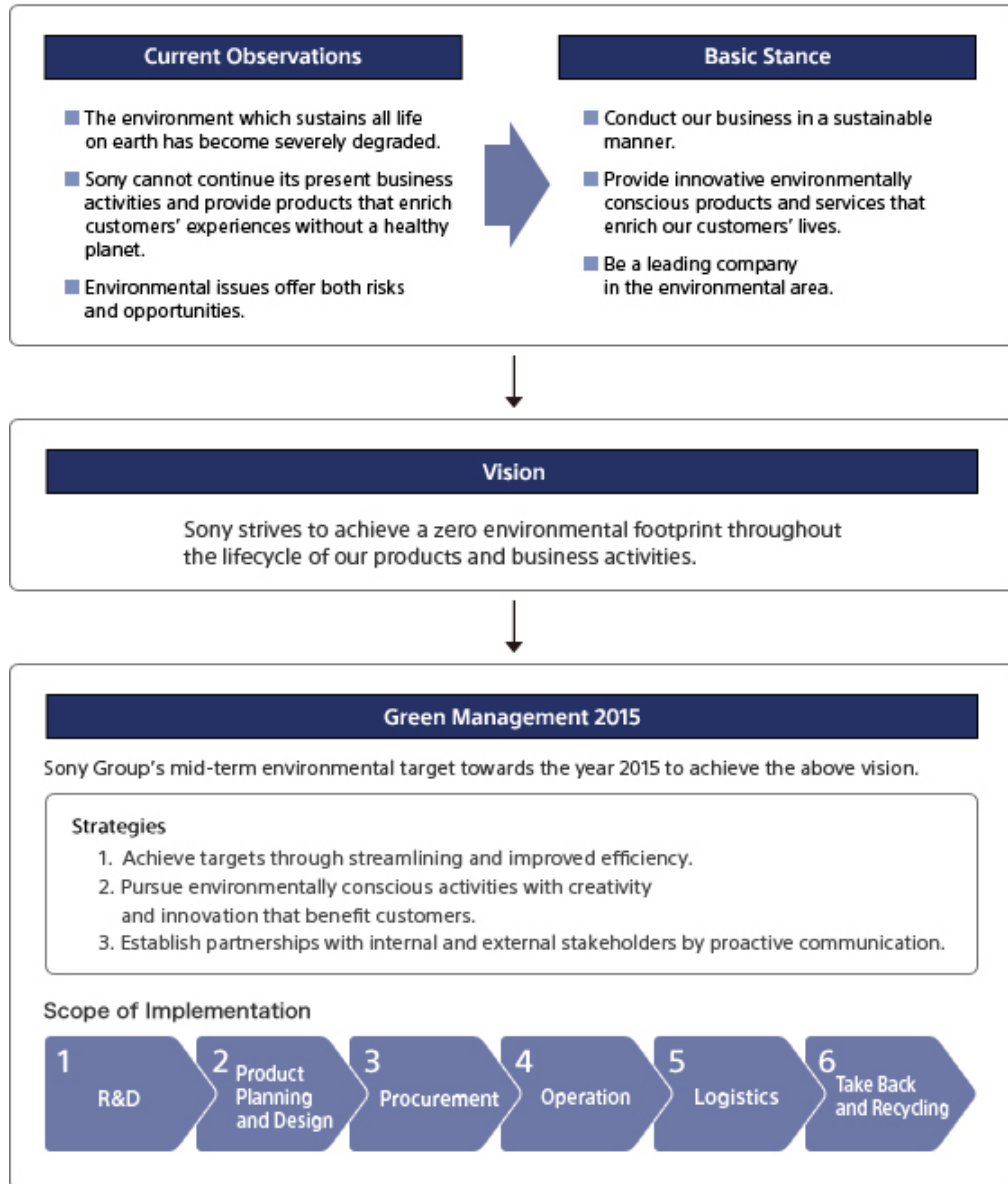 Current Observations
The environment which sustains all life
on earth has become severely degraded.
Sony cannot continue its present business
activities and provide products that enrich
customers' experiences without a healthy
planet.
Environmental issues offer both risks
and opportunities.
Basic Stance
Conduct our business in a sustainable
manner.
Provide innovative environmentally
conscious products and services that
enrich our customers' lives.
Be a leading company
in the environmental area.
Vision
Sony strives to achieve a zero environmental footprint throughout
the lifecycle of our products and business activities.
Green Management 2015
Sony Group's mid-term environmental target towards the year 2015 to achieve the above vision.
Strategies
1. Achieve targets through streamlining and improved efficiency.
2. Pursue environmentally conscious activities with creativity
and innovation that benefit customers.
3. Establish partnerships with internal and external stakeholders by proactive communication.
Scope of Implementation
1
R&D
2
Product
Planning
and Design
3
Procurement
4
Operation
5
Logistics
6
Take Back
and Recycling